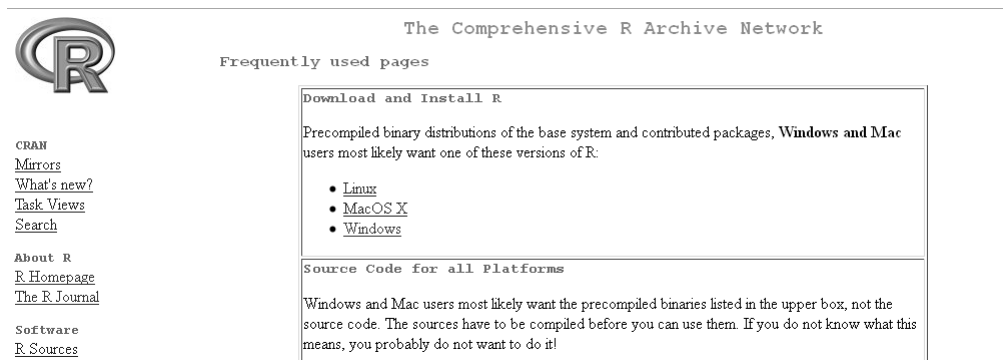 The Comprehensive R Archive Network
R
CRAN
Mirrors
What's new?
Task Views
Search
About R
R Homepage
The R Journal
Software
R Sources
Frequently used pages
Download and Install R
Precompiled binary distributions of the base system and contributed packages, Windows and Mac
users most likely want one of these versions of R:
Linux
MacOS X
Windows
Source Code for all Platforms
Windows and Mac users most likely want the precompiled binaries listed in the upper box, not the
source code. The sources have to be compiled before you can use them. If you do not know what this
means, you probably do not want to do it!